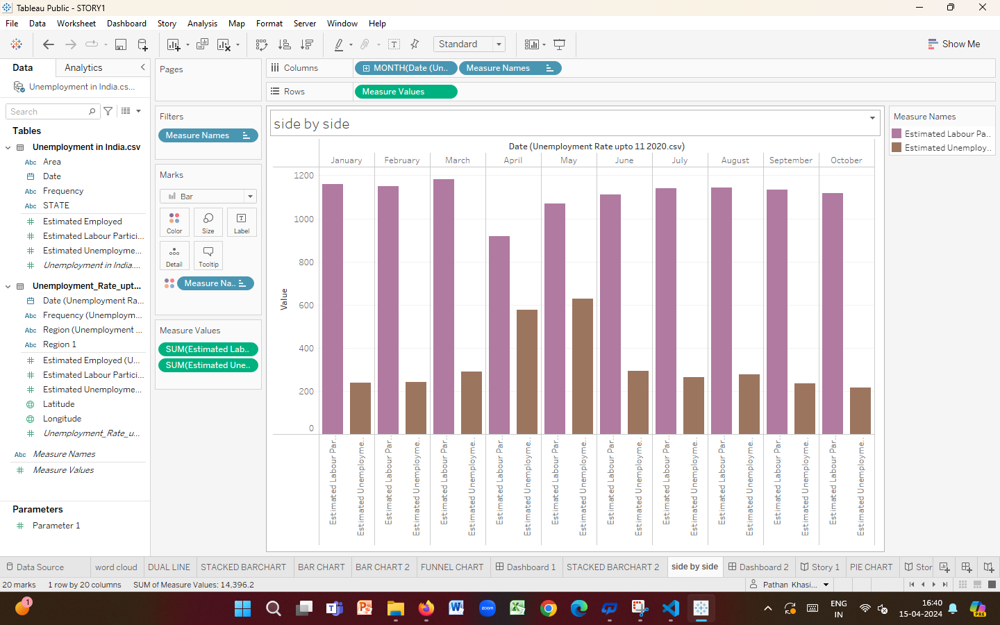 Tableau Public - STORY1
File Data Worksheet Dashboard Story Analysis Map Format Server Window Help
Standard
Show Me
Data Analytics
Unemployment in India.cs...
Search
Tables
Unemployment in India.csv
Abc Area
Date
Abc Frequency
Abc STATE
Estimated Employed
Estimated Labour Partici...
Estimated Unemployme...
Unemployment in India....
Unemployment_Rate_upt...
Date (Unemployment Ra...
Abc Frequency (Unemploym...
Abc Region (Unemployment ...
Abc Region 1
Estimated Employed (U...
Estimated Labour Partici...
Estimated Unemployme...
Latitude
Longitude
Unemployment_Rate_u...
Abc Measure Names
Measure Values
Parameters
Parameter 1
Pages
Filters
Measure Names
Marks
Bar
Color Size Label
Detail Tooltip
Measure Na..
Measure Values
SUM(Estimated Lab..
SUM(Estimated Une..
Columns MONTH(Date (Un.. Measure Names
Rows Measure Values
side by side
Date (Unemployment Rate upto 11 2020.csv)
January February March April May June July August September October
1200
1000
800
600
400
200
0
Value
Estimated Labour Par..
Estimated Unemployme..
Estimated Labour Par..
Estimated Unemployme..
Estimated Labour Par..
Estimated Unemployme..
Estimated Labour Par..
Estimated Unemployme..
Estimated Labour Par..
Estimated Unemployme..
Estimated Labour Par..
Estimated Unemployme..
Estimated Labour Par..
Estimated Unemployme..
Estimated Labour Par..
Estimated Unemployme..
Estimated Labour Par..
Estimated Unemployme..
Estimated Labour Par..
Estimated Unemployme..
Measure Names
Estimated Labour Pa..
Estimated Unemploy..
Data Source word cloud DUAL LINE STACKED BARCHART BAR CHART BAR CHART 2 FUNNEL CHART Dashboard 1 STACKED BARCHART 2 side by side Dashboard 2 Story 1 PIE CHART Stor
20 marks 1 row by 20 columns SUM of Measure Values: 14,396.2 Pathan Khasi...
1
zoom
ENG
IN
16:40
15-04-2024
PRE